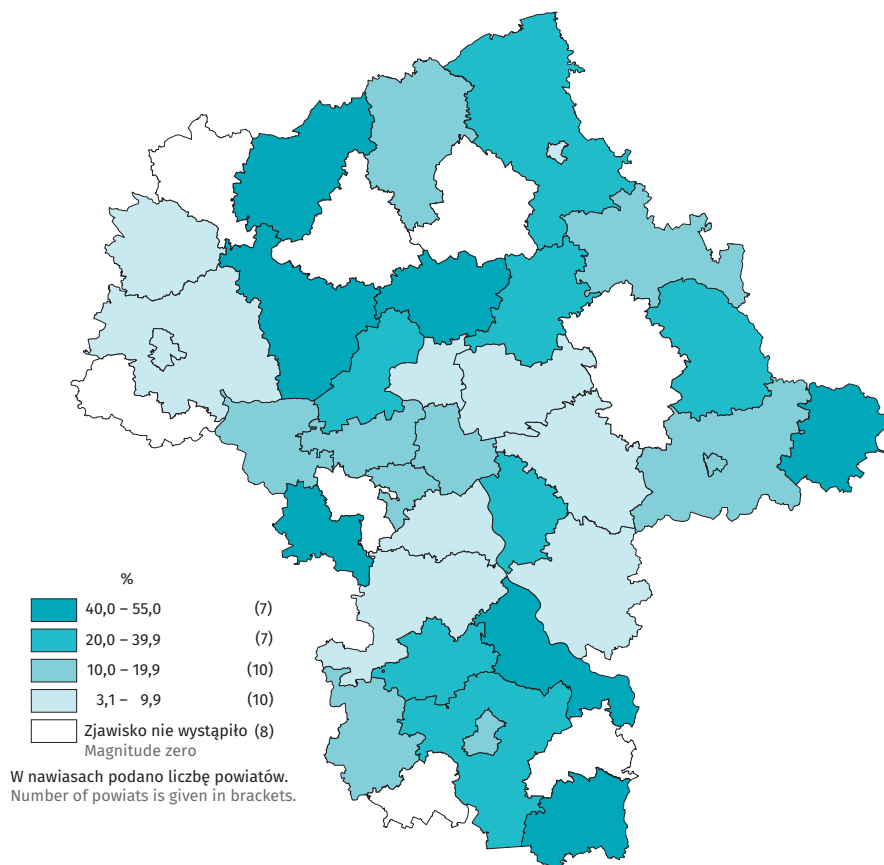 %
40,0 – 55,0 (7)
20,0 – 39,9 (7)
10,0 – 19,9 (10)
3,1 – 9,9 (10)
Zjawisko nie wystąpiło (8)
Magnitude zero
W nawiasach podano liczbę powiatów.
Number of powiats is given in brackets.